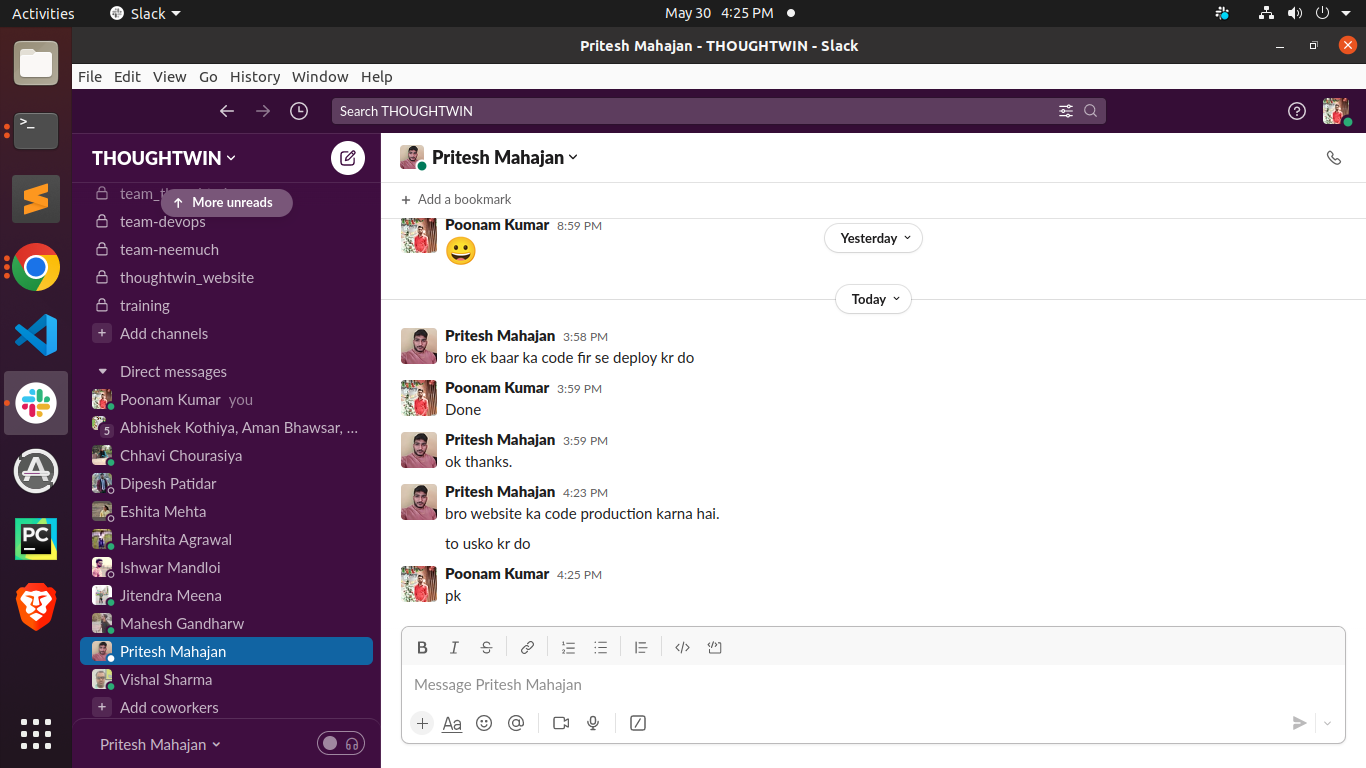 Activities
Slack
May 30 4:25 PM
Pritesh Mahajan - THOUGHTWIN - Slack
File Edit View Go History Window Help
Search THOUGHTWIN
THOUGHTWIN
More unreads
team-devops
team-neemuch
thoughtwin_website
training
+ Add channels
Direct messages
Poonam Kumar you
5 Abhishek Kothiya, Aman Bhawsar, ...
Chhavi Chourasiya
Dipesh Patidar
Eshita Mehta
Harshita Agrawal
Ishwar Mandloi
Jitendra Meena
Mahesh Gandharw
Pritesh Mahajan
Vishal Sharma
+ Add coworkers
Pritesh Mahajan
Pritesh Mahajan
+ Add a bookmark
Poonam Kumar 8:59 PM
😀
Yesterday
Today
Pritesh Mahajan 3:58 PM
bro ek baar ka code fir se deploy kr do
Poonam Kumar 3:59 PM
Done
Pritesh Mahajan 3:59 PM
ok thanks.
Pritesh Mahajan 4:23 PM
bro website ka code production karna hai.
to usko kr do
Poonam Kumar 4:25 PM
pk
B I S
Message Pritesh Mahajan
+ Aa
PC